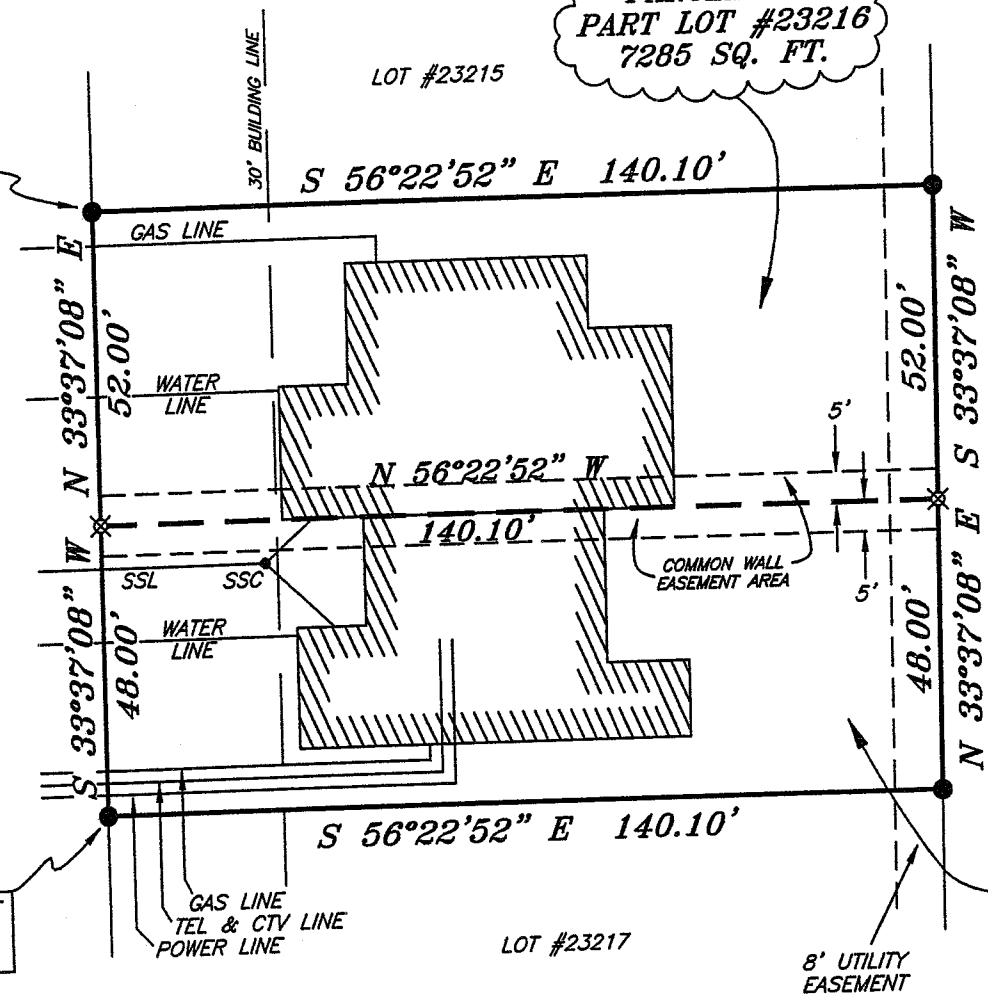 PART LOT #23216
7285 SQ. FT.
LOT #23215
30' BUILDING LINE
S 56°22'52" E 140.10'
GAS LINE
N 33°37'08" E
52.00'
52.00'
S 33°37'08" W
WATER
LINE
5'
N 56°22'52" W
140.10'
COMMON WALL
EASEMENT AREA
5'
SSL
SSC
WATER
LINE
S 33°37'08" W
48.00'
48.00'
N 33°37'08" E
S 56°22'52" E 140.10'
GAS LINE
TEL & CTV LINE
POWER LINE
LOT #23217
8' UTILITY
EASEMENT